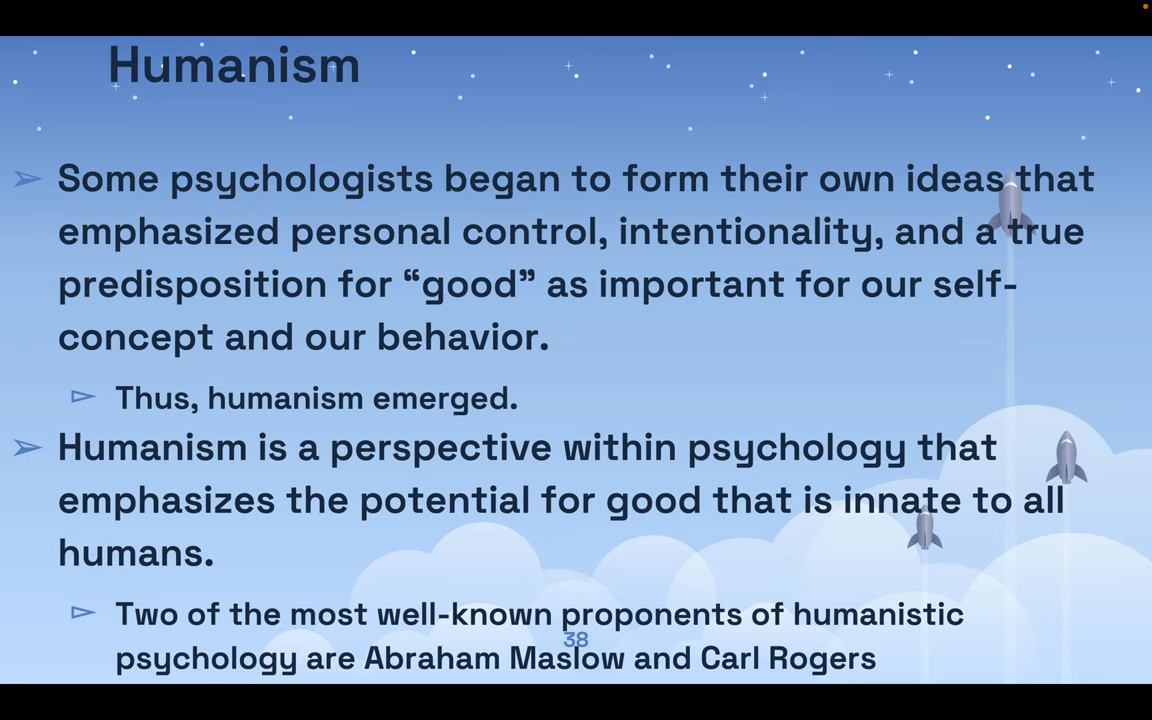 Humanism
➢ Some psychologists began to form their own ideas that
emphasized personal control, intentionality, and a true
predisposition for “good” as important for our self-
concept and our behavior.
▻ Thus, humanism emerged.
➢ Humanism is a perspective within psychology that
emphasizes the potential for good that is innate to all
humans.
▻ Two of the most well-known proponents of humanistic
psychology are Abraham Maslow and Carl Rogers
38